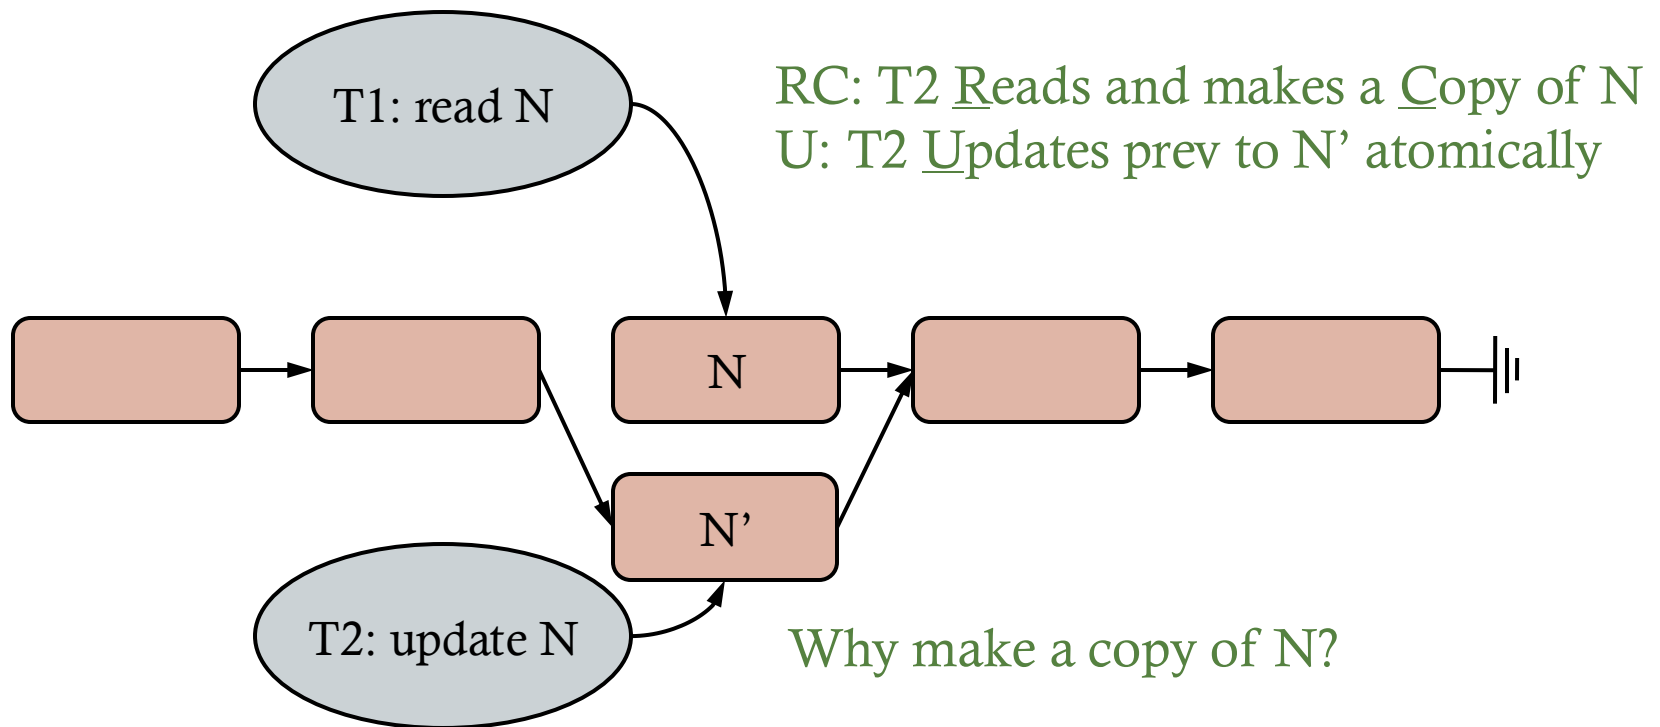 T1: read N
RC: T2 Reads and makes a Copy of N
U: T2 Updates prev to N’ atomically
N
N’
T2: update N
Why make a copy of N?